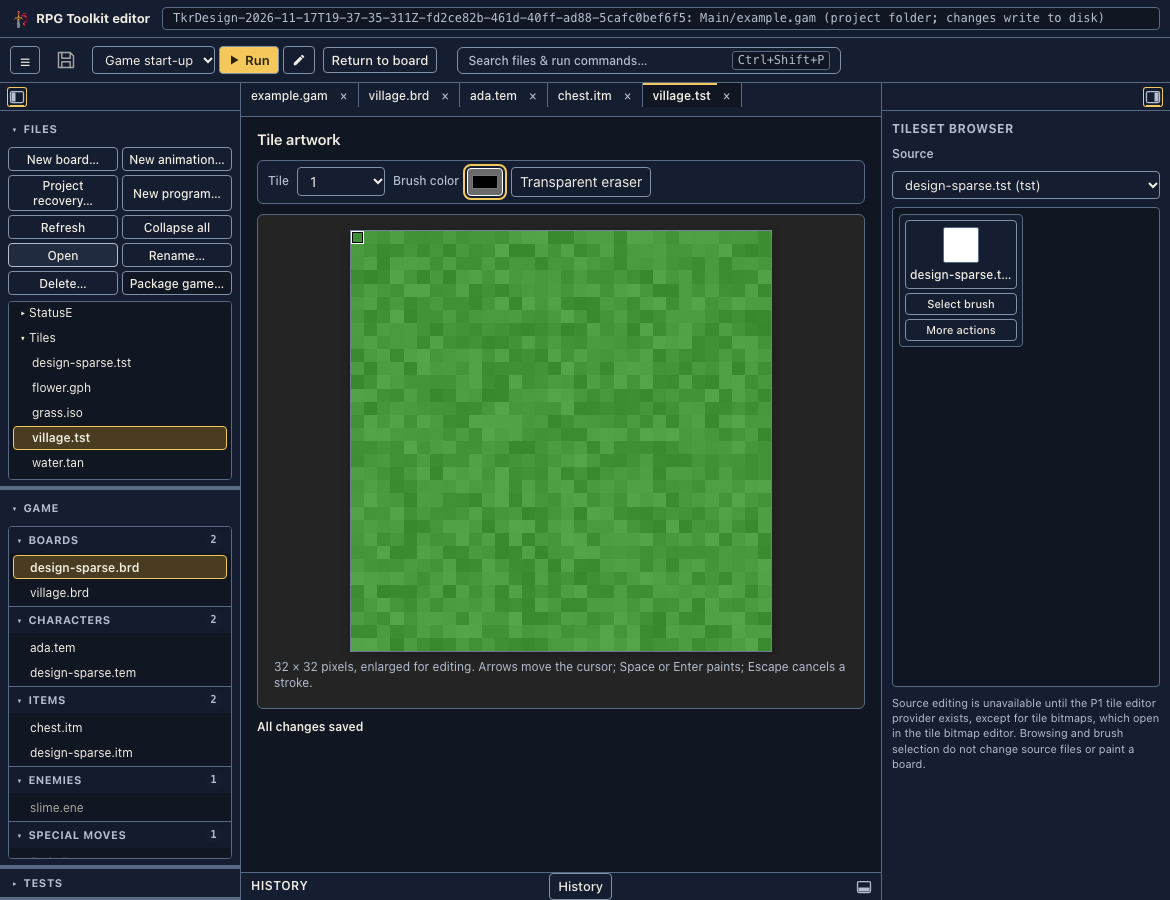 RPG Toolkit editor
TkrDesign-2026-11-17T19-37-35-311Z-fd2ce82b-461d-40ff-ad88-5cafc0bef6f5: Main/example.gam (project folder; changes write to disk)
Game start-up
Run
Return to board
Search files & run commands...
Ctrl+Shift+P
FILES
New board...
New animation...
Project recovery...
New program...
Refresh
Collapse all
Open
Rename...
Delete...
Package game...
StatusE
Tiles
design-sparse.tst
flower.gph
grass.iso
village.tst
water.tan
GAME
BOARDS 2
design-sparse.brd
village.brd
CHARACTERS 2
ada.tem
design-sparse.tem
ITEMS 2
chest.itm
design-sparse.itm
ENEMIES 1
slime.ene
SPECIAL MOVES 1
TESTS
example.gam ×
village.brd ×
ada.tem ×
chest.itm ×
village.tst ×
Tile artwork
Tile 1 Brush color Transparent eraser
32 × 32 pixels, enlarged for editing. Arrows move the cursor; Space or Enter paints; Escape cancels a
stroke.
All changes saved
HISTORY
History
TILESET BROWSER
Source
design-sparse.tst (tst)
design-sparse.t...
Select brush
More actions
Source editing is unavailable until the P1 tile editor
provider exists, except for tile bitmaps, which open
in the tile bitmap editor. Browsing and brush
selection do not change source files or paint a
board.